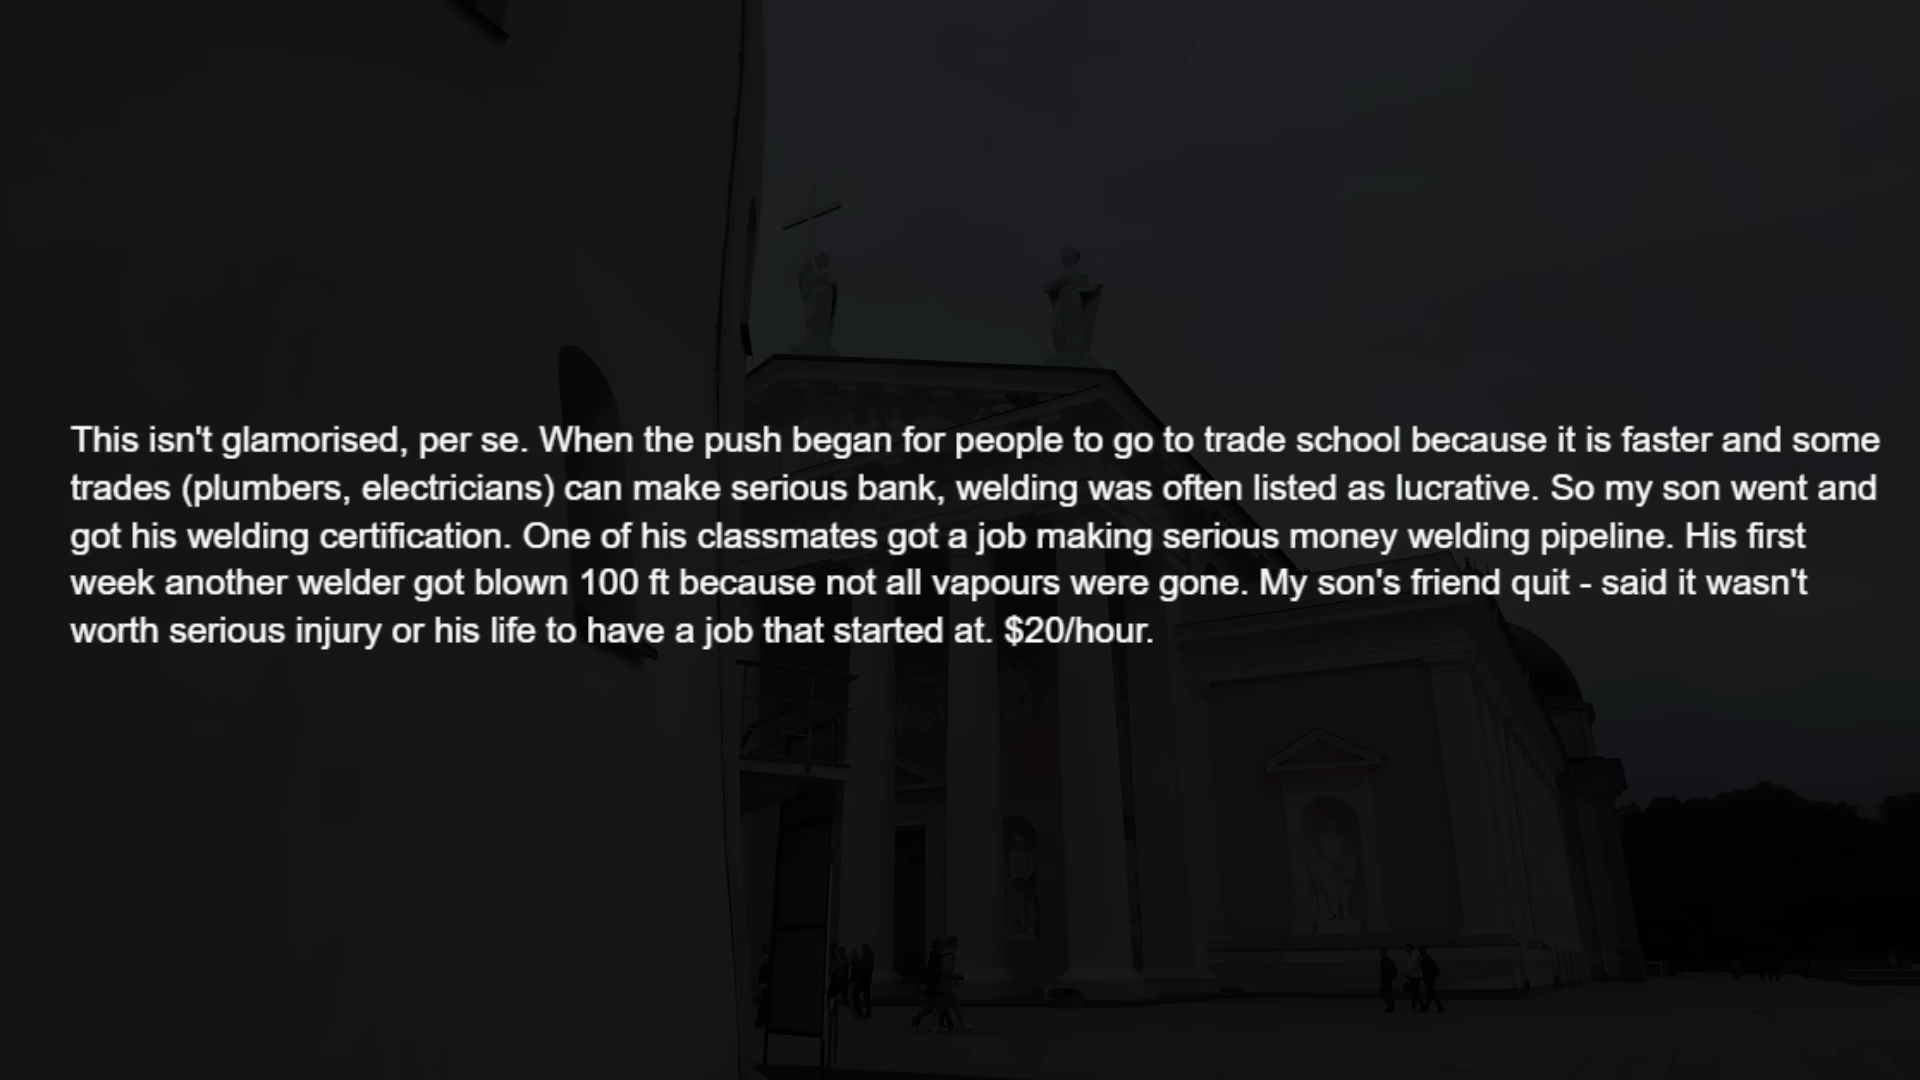 This isn't glamorised, per se. When the push began for people to go to trade school because it is faster and some
trades (plumbers, electricians) can make serious bank, welding was often listed as lucrative. So my son went and
got his welding certification. One of his classmates got a job making serious money welding pipeline. His first
week another welder got blown 100 ft because not all vapours were gone. My son's friend quit - said it wasn't
worth serious injury or his life to have a job that started at. $20/hour.